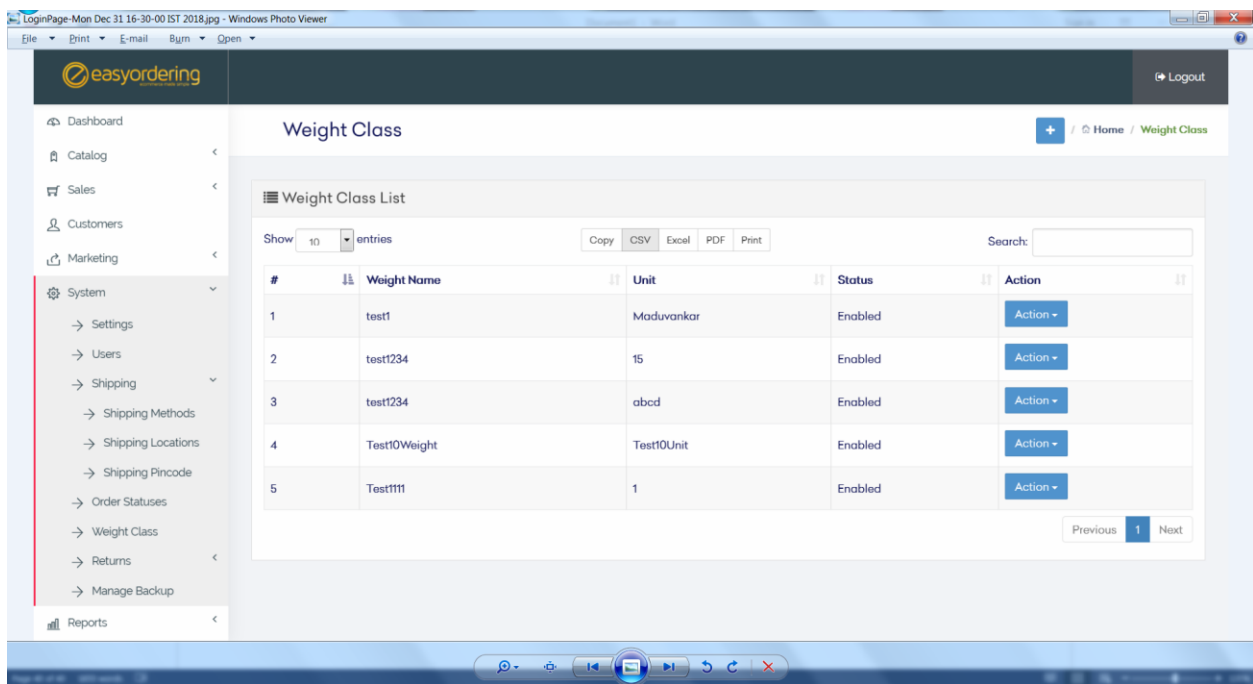 LoginPage-Mon Dec 31 16-30-00 IST 2018.jpg - Windows Photo Viewer
File Print E-mail Burn Open
easyordering
Logout
Dashboard
Catalog
Sales
Customers
Marketing
System
Settings
Users
Shipping
Shipping Methods
Shipping Locations
Shipping Pincode
Order Statuses
Weight Class
Returns
Manage Backup
Reports
Weight Class
/ Home / Weight Class
Weight Class List
Show 10 entries
Copy CSV Excel PDF Print
Search:
# Weight Name Unit Status Action
1 test1 Maduvankar Enabled Action
2 test1234 15 Enabled Action
3 test1234 abcd Enabled Action
4 Test10Weight Test10Unit Enabled Action
5 Test1111 1 Enabled Action
Previous 1 Next